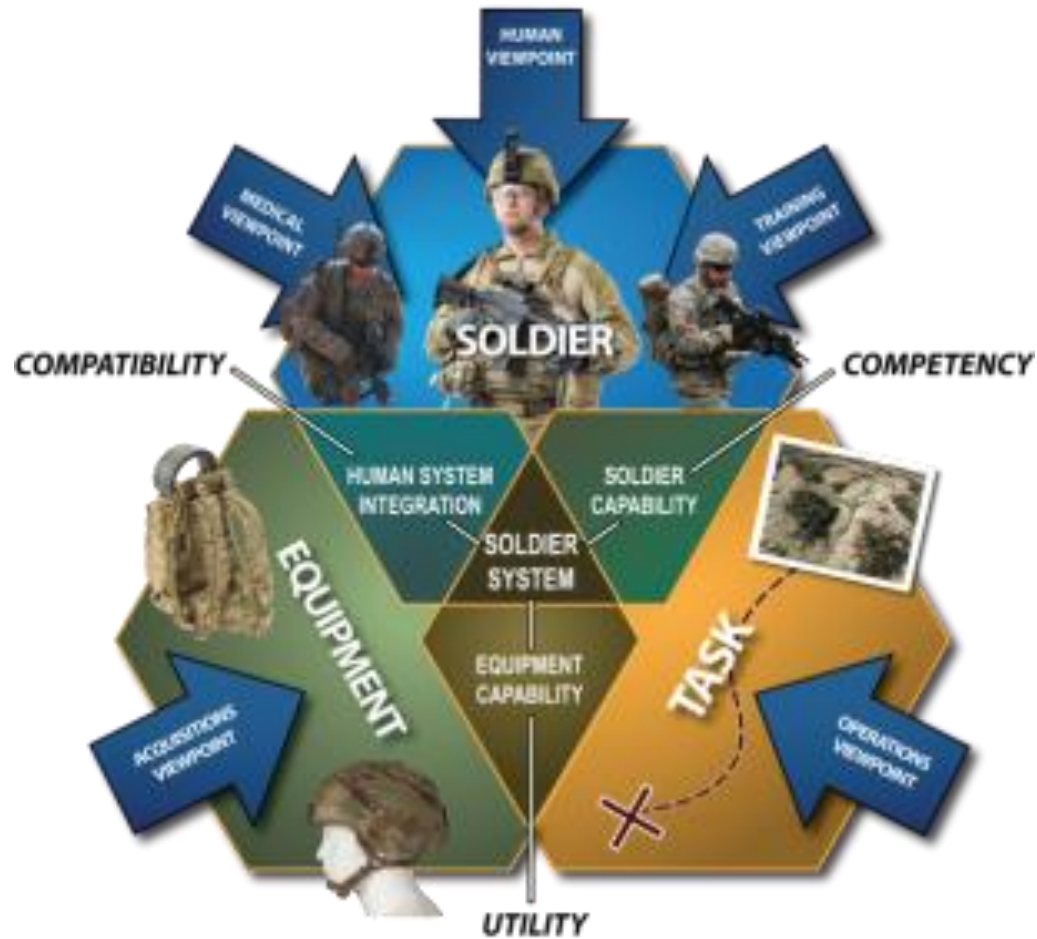 HUMAN
VIEWPOINT
MEDICAL
VIEWPOINT
TRAINING
VIEWPOINT
SOLDIER
COMPATIBILITY
COMPETENCY
HUMAN SYSTEM
INTEGRATION
SOLDIER
CAPABILITY
SOLDIER
SYSTEM
EQUIPMENT
TASK
EQUIPMENT
CAPABILITY
ACQUISITIONS
VIEWPOINT
OPERATIONS
VIEWPOINT
UTILITY